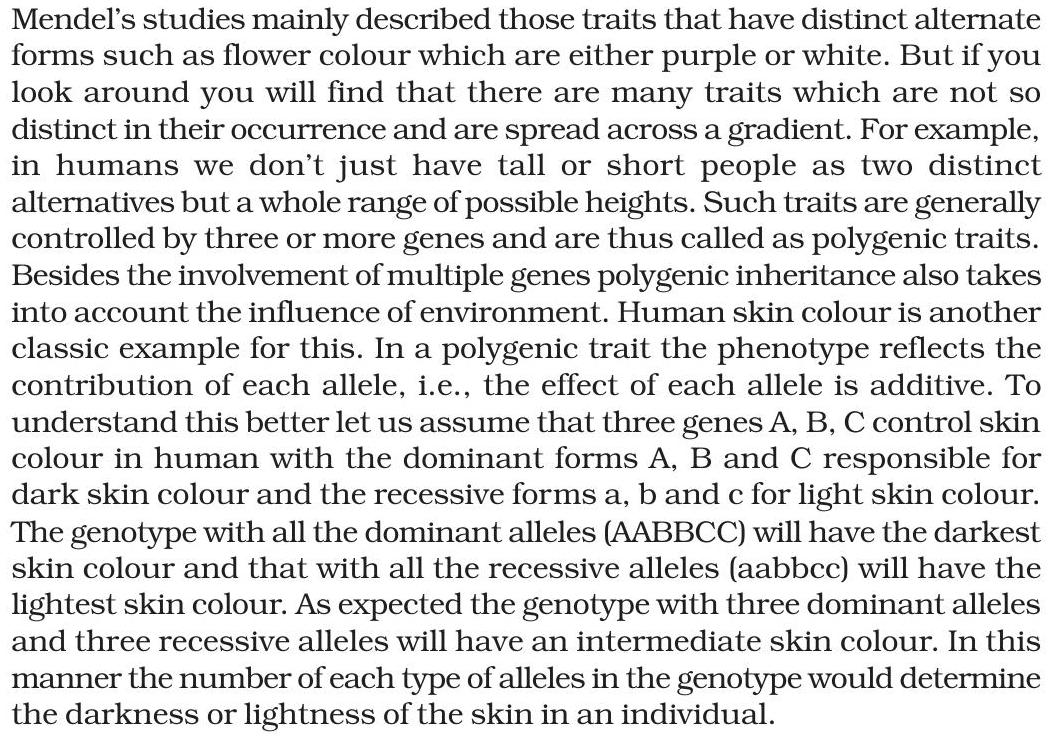 Mendel’s studies mainly described those traits that have distinct alternate
forms such as flower colour which are either purple or white. But if you
look around you will find that there are many traits which are not so
distinct in their occurrence and are spread across a gradient. For example,
in humans we don’t just have tall or short people as two distinct
alternatives but a whole range of possible heights. Such traits are generally
controlled by three or more genes and are thus called as polygenic traits.
Besides the involvement of multiple genes polygenic inheritance also takes
into account the influence of environment. Human skin colour is another
classic example for this. In a polygenic trait the phenotype reflects the
contribution of each allele, i.e., the effect of each allele is additive. To
understand this better let us assume that three genes A, B, C control skin
colour in human with the dominant forms A, B and C responsible for
dark skin colour and the recessive forms a, b and c for light skin colour.
The genotype with all the dominant alleles (AABBCC) will have the darkest
skin colour and that with all the recessive alleles (aabbcc) will have the
lightest skin colour. As expected the genotype with three dominant alleles
and three recessive alleles will have an intermediate skin colour. In this
manner the number of each type of alleles in the genotype would determine
the darkness or lightness of the skin in an individual.